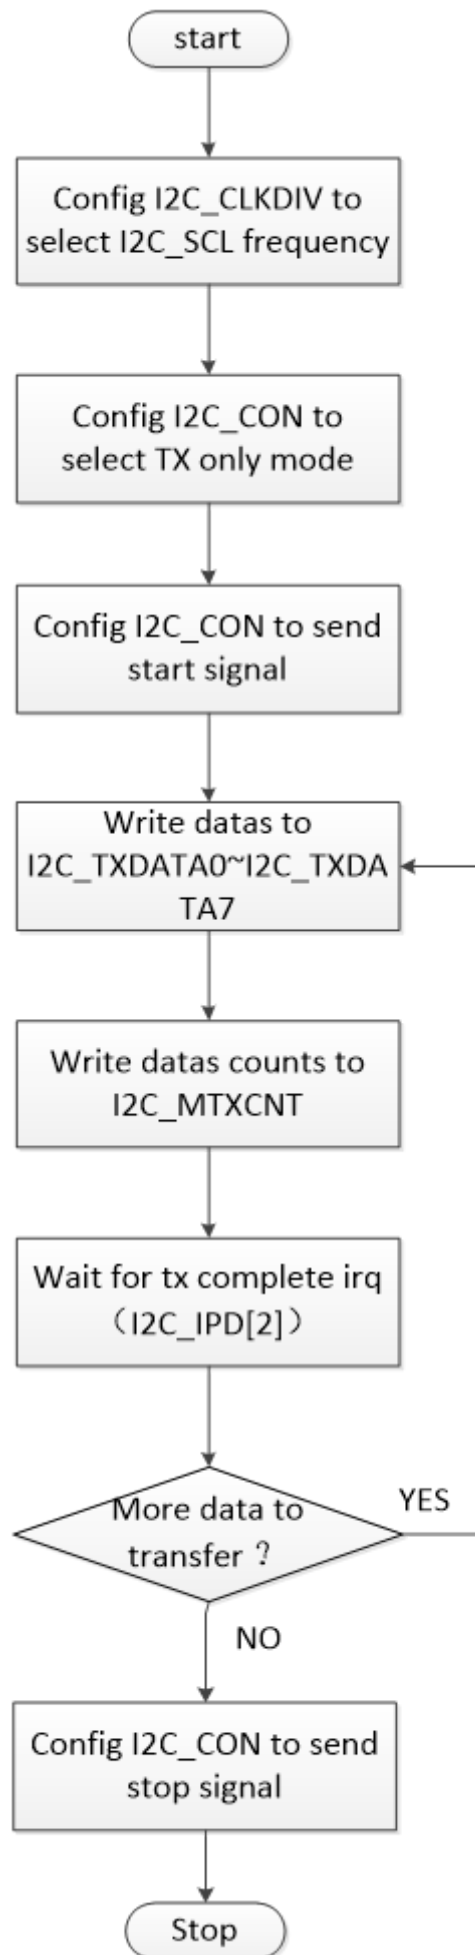 start
Config I2C_CLKDIV to
select I2C_SCL frequency
Config I2C_CON to
select TX only mode
Config I2C_CON to send
start signal
Write datas to
I2C_TXDATA0~I2C_TXDA
TA7
Write datas counts to
I2C_MTXCNT
Wait for tx complete irq
（I2C_IPD[2]）
More data to
transfer？
YES
NO
Config I2C_CON to send
stop signal
Stop